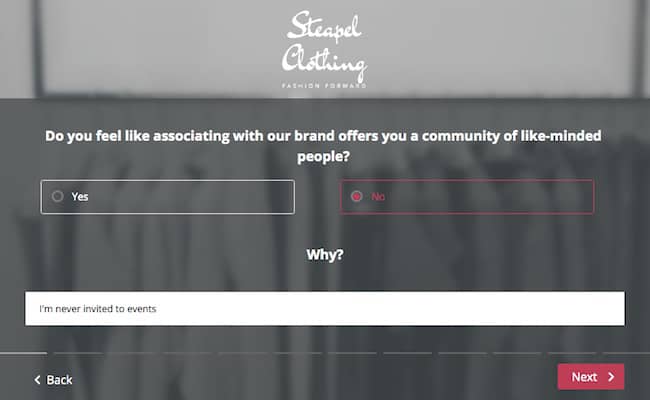 Steapel
Clothing
FASHION FORWARD
Do you feel like associating with our brand offers you a community of like-minded
people?
Yes
No
Why?
I'm never invited to events
Back
Next